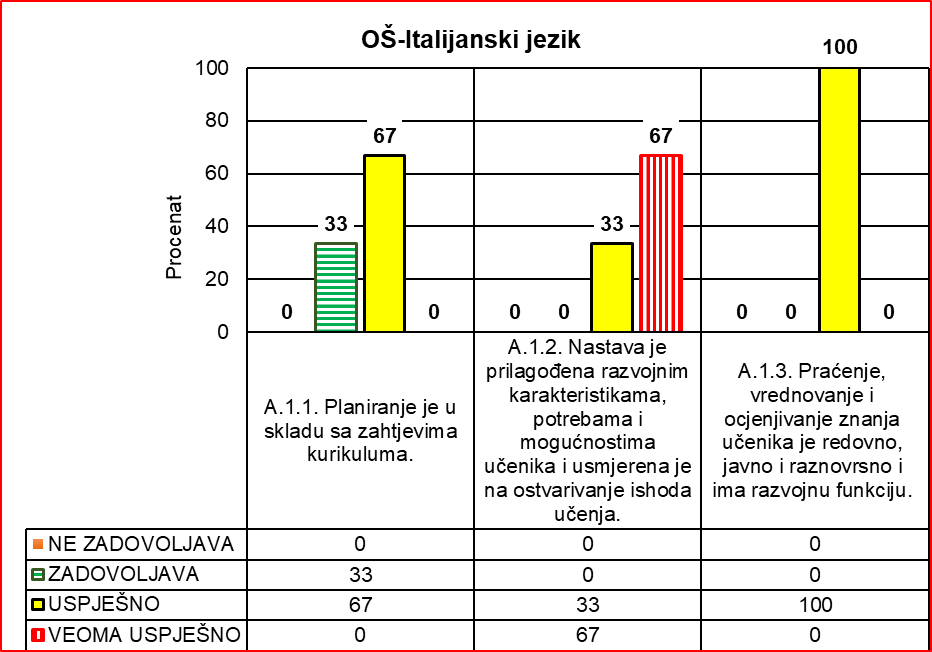 OŠ-Italijanski jezik
Procenat
100
80
60
40
20
0
0 33 67 0
0 0 33 67
0 0 100 0
A.1.1. Planiranje je u
skladu sa zahtjevima
kurikuluma.
A.1.2. Nastava je
prilagođena razvojnim
karakteristikama,
potrebama i
mogućnostima
učenika i usmjerena je
na ostvarivanje ishoda
učenja.
A.1.3. Praćenje,
vrednovanje i
ocjenjivanje znanja
učenika je redovno,
javno i raznovrsno i
ima razvojnu funkciju.
NE ZADOVOLJAVA 0 0 0
ZADOVOLJAVA 33 0 0
USPJEŠNO 67 33 100
VEOMA USPJEŠNO 0 67 0